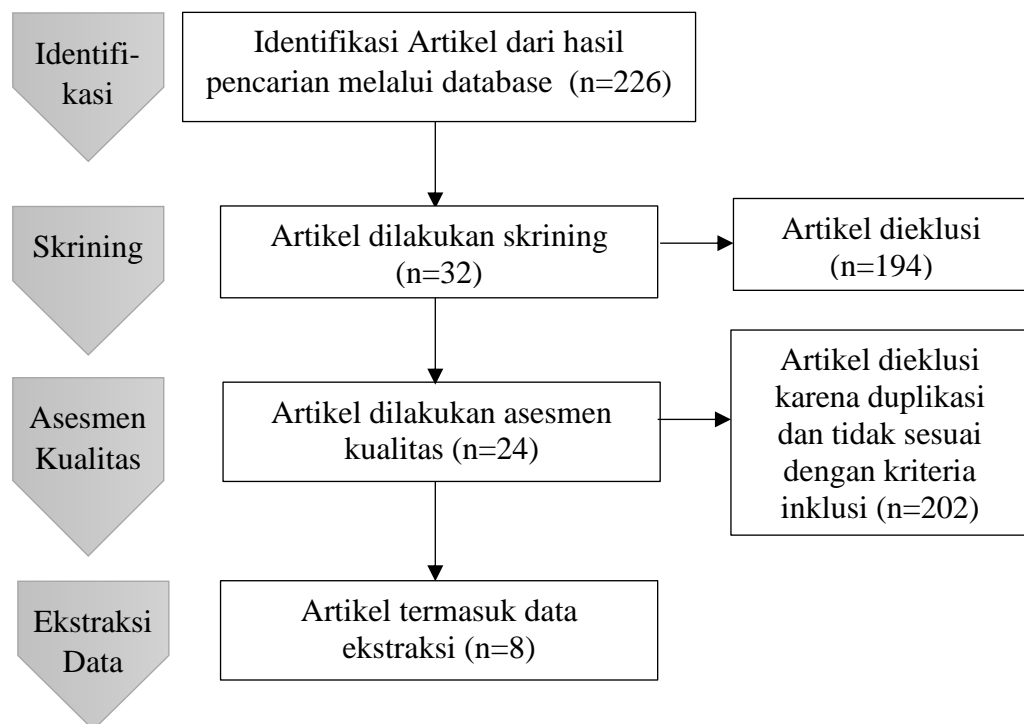 Identifi-
kasi
Identifikasi Artikel dari hasil
pencarian melalui database (n=226)
Skrining
Artikel dilakukan skrining
(n=32)
Artikel dieklusi
(n=194)
Asesmen
Kualitas
Artikel dilakukan asesmen
kualitas (n=24)
Artikel dieklusi
karena duplikasi
dan tidak sesuai
dengan kriteria
inklusi (n=202)
Ekstraksi
Data
Artikel termasuk data
ekstraksi (n=8)